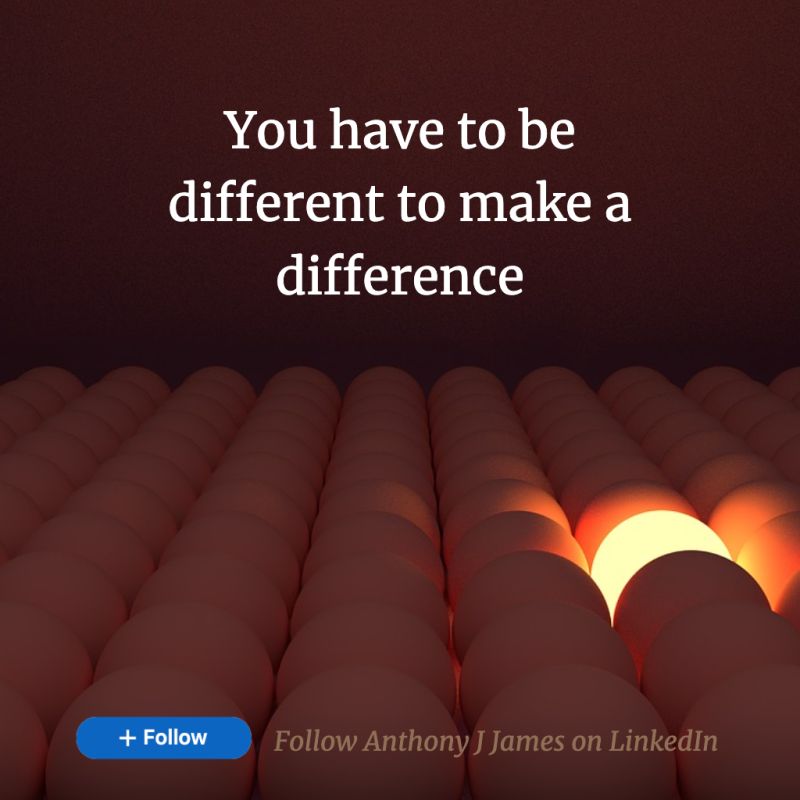 You have to be
different to make a
difference
+ Follow
Follow Anthony J James on LinkedIn